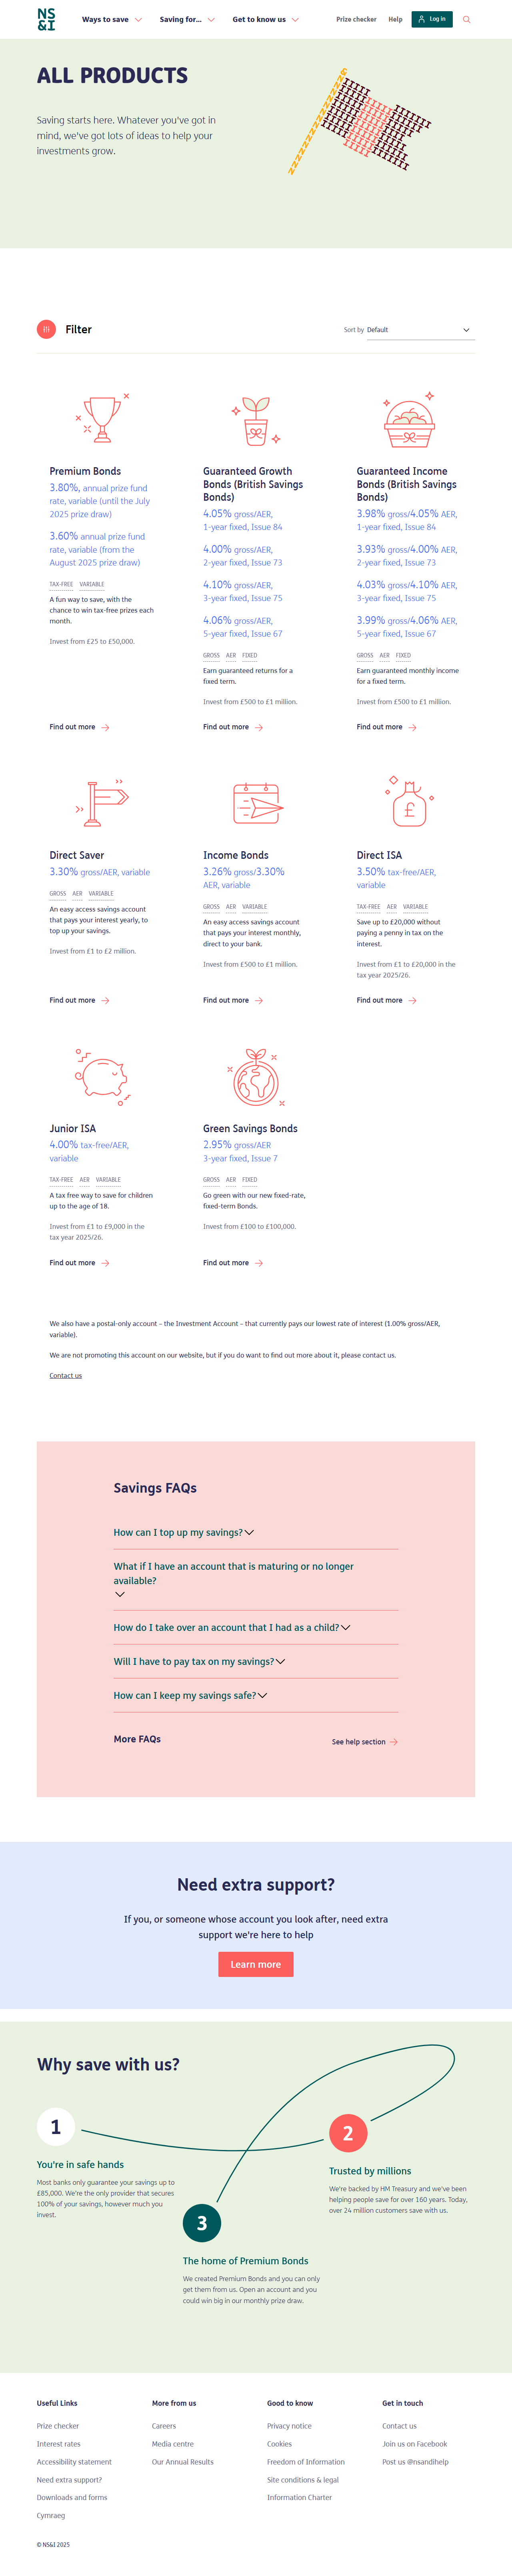 NS&I
Ways to save
Saving for...
Get to know us
Prize checker
Help
Log in
ALL PRODUCTS
Saving starts here. Whatever you've got in
mind, we've got lots of ideas to help your
investments grow.
Filter
Sort by Default
Premium Bonds
3.80%, annual prize fund
rate, variable (until the July
2025 prize draw)
3.60% annual prize fund
rate, variable (from the
August 2025 prize draw)
TAX-FREE VARIABLE
A fun way to save, with the
chance to win tax-free prizes each
month.
Invest from £25 to £50,000.
Find out more
Guaranteed Growth
Bonds (British Savings
Bonds)
4.05% gross/AER,
1-year fixed, Issue 84
4.00% gross/AER,
2-year fixed, Issue 73
4.10% gross/AER,
3-year fixed, Issue 75
4.06% gross/AER,
5-year fixed, Issue 67
GROSS AER FIXED
Earn guaranteed returns for a
fixed term.
Invest from £500 to £1 million.
Find out more
Guaranteed Income
Bonds (British Savings
Bonds)
3.98% gross/4.05% AER,
1-year fixed, Issue 84
3.93% gross/4.00% AER,
2-year fixed, Issue 73
4.03% gross/4.10% AER,
3-year fixed, Issue 75
3.99% gross/4.06% AER,
5-year fixed, Issue 67
GROSS AER FIXED
Earn guaranteed monthly income
for a fixed term.
Invest from £500 to £1 million.
Find out more
Direct Saver
3.30% gross/AER, variable
GROSS AER VARIABLE
An easy access savings account
that pays your interest yearly, to
top up your savings.
Invest from £1 to £2 million.
Find out more
Income Bonds
3.26% gross/3.30%
AER, variable
GROSS AER VARIABLE
An easy access savings account
that pays your interest monthly,
direct to your bank.
Invest from £500 to £1 million.
Find out more
Direct ISA
3.50% tax-free/AER,
variable
TAX-FREE AER VARIABLE
Save up to £20,000 without
paying a penny in tax on the
interest.
Invest from £1 to £20,000 in the
tax year 2025/26.
Find out more
Junior ISA
4.00% tax-free/AER,
variable
TAX-FREE AER VARIABLE
A tax free way to save for children
up to the age of 18.
Invest from £1 to £9,000 in the
tax year 2025/26.
Find out more
Green Savings Bonds
2.95% gross/AER
3-year fixed, Issue 7
GROSS AER FIXED
Go green with our new fixed-rate,
fixed-term Bonds.
Invest from £100 to £100,000.
Find out more
We also have a postal-only account – the Investment Account – that currently pays our lowest rate of interest (1.00% gross/AER,
variable).
We are not promoting this account on our website, but if you do want to find out more about it, please contact us.
Contact us
Savings FAQs
How can I top up my savings?
What if I have an account that is maturing or no longer
available?
How do I take over an account that I had as a child?
Will I have to pay tax on my savings?
How can I keep my savings safe?
More FAQs
See help section
Need extra support?
If you, or someone whose account you look after, need extra
support we're here to help
Learn more
Why save with us?
1
You're in safe hands
Most banks only guarantee your savings up to
£85,000. We're the only provider that secures
100% of your savings, however much you
invest.
2
Trusted by millions
We're backed by HM Treasury and we've been
helping people save for over 160 years. Today,
over 24 million customers save with us.
3
The home of Premium Bonds
We created Premium Bonds and you can only
get them from us. Open an account and you
could win big in our monthly prize draw.
Useful Links
Prize checker
Interest rates
Accessibility statement
Need extra support?
Downloads and forms
Cymraeg
More from us
Careers
Media centre
Our Annual Results
Good to know
Privacy notice
Cookies
Freedom of Information
Site conditions & legal
Information Charter
Get in touch
Contact us
Join us on Facebook
Post us @nsandihelp
© NS&I 2025